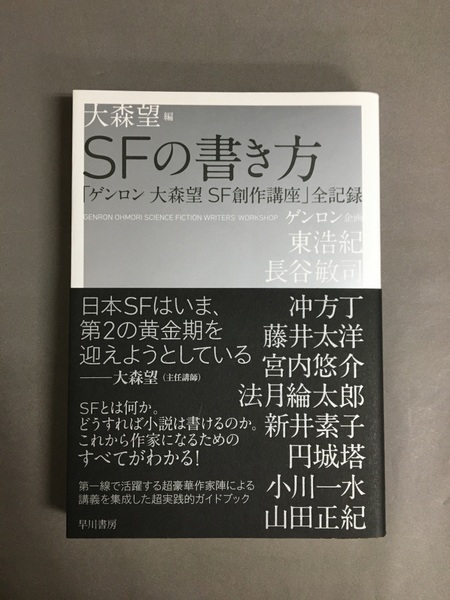 大森望 編
SFの書き方
「ゲンロン 大森望 SF創作講座」全記録
GENRON OHMORI SCIENCE FICTION WRITERS' WORKSHOP ゲンロン 企画
東浩紀
長谷敏司
冲方丁
藤井太洋
宮内悠介
法月綸太郎
新井素子
円城塔
小川一水
山田正紀
日本SFはいま、
第2の黄金期を
迎えようとしている
——大森望（主任講師）
SFとは何か。
どうすれば小説は書けるのか。
これから作家になるための
すべてがわかる!
第一線で活躍する超豪華作家陣による
講義を集成した超実践的ガイドブック
早川書房